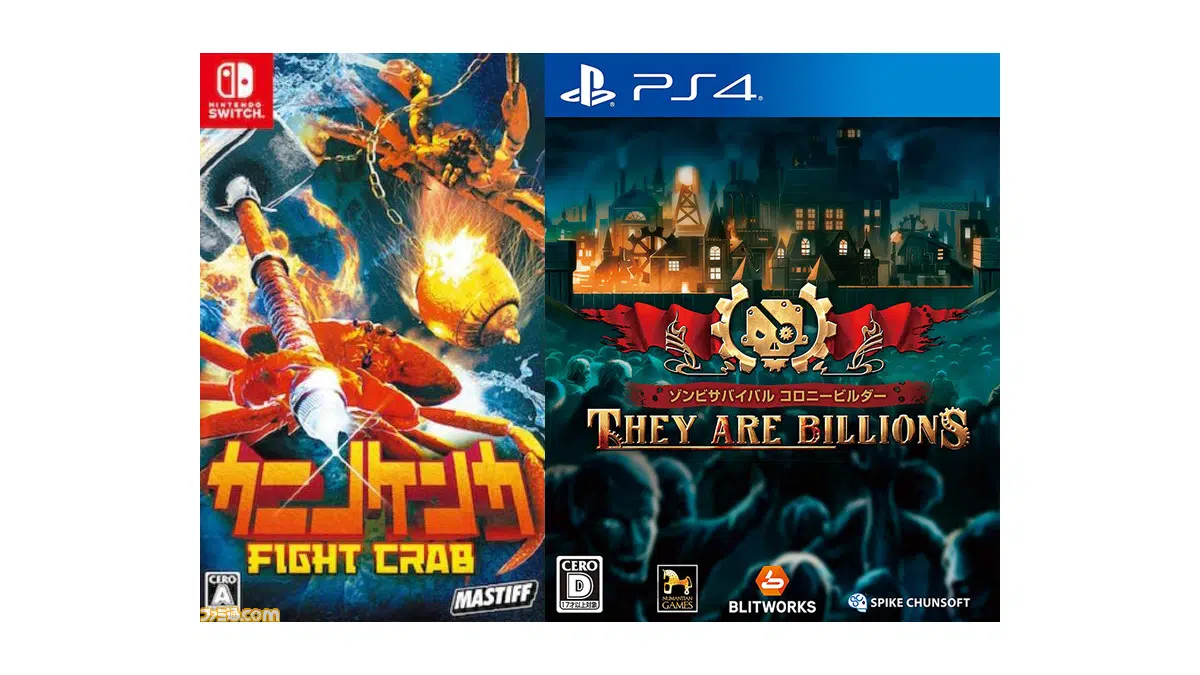 NINTENDO
SWITCH
カニノケンカ
FIGHT CRAB
CERO
A
MASTIFF
ファミ通.com
PS4
ゾンビサバイバル コロニービルダー
THEY ARE BILLIONS
CERO
D
17才以上対象
NUMANTIAN
GAMES
BLITWORKS
SPIKE CHUNSOFT